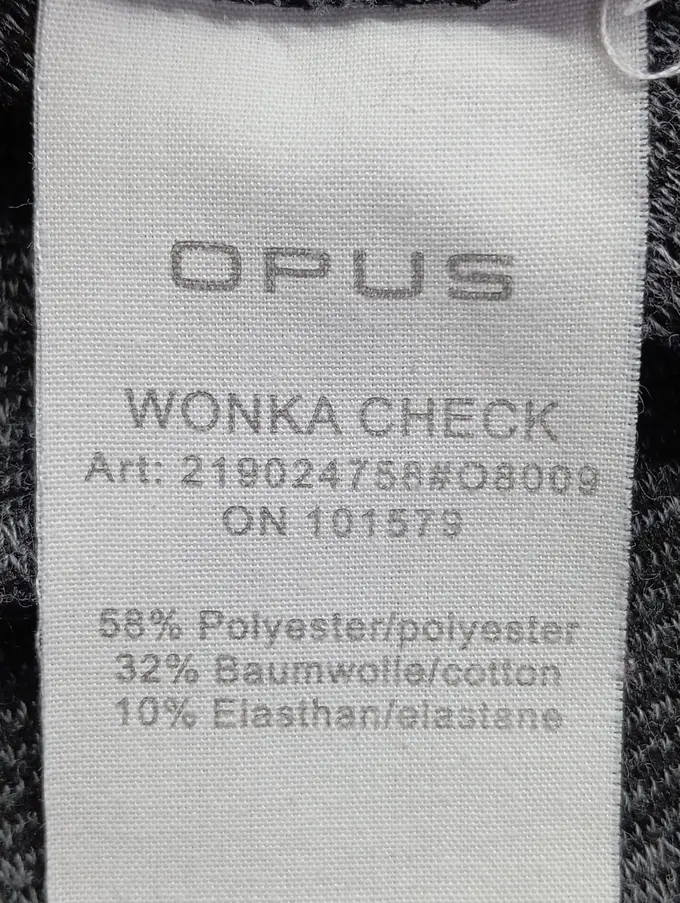 OPUS
WONKA CHECK
Art: 219024758#O8009
ON 101579
58% Polyester/polyester
32% Baumwolle/cotton
10% Elasthan/elastane